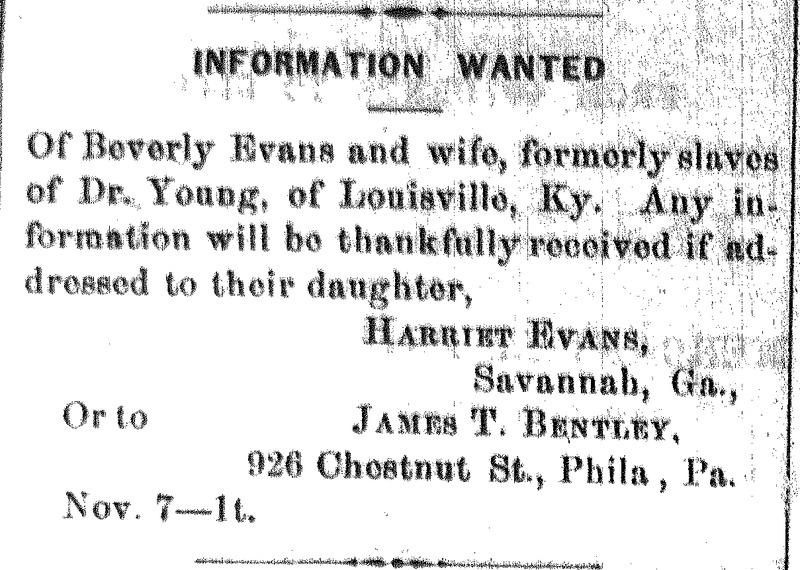 INFORMATION WANTED
Of Beverly Evans and wife, formerly slaves
of Dr. Young, of Louisville, Ky. Any in-
formation will be thankfully received if ad-
dressed to their daughter,
HARRIET EVANS,
Savannah, Ga.,
Or to JAMES T. BENTLEY,
926 Chestnut St., Phila, Pa.
Nov. 7—1t.